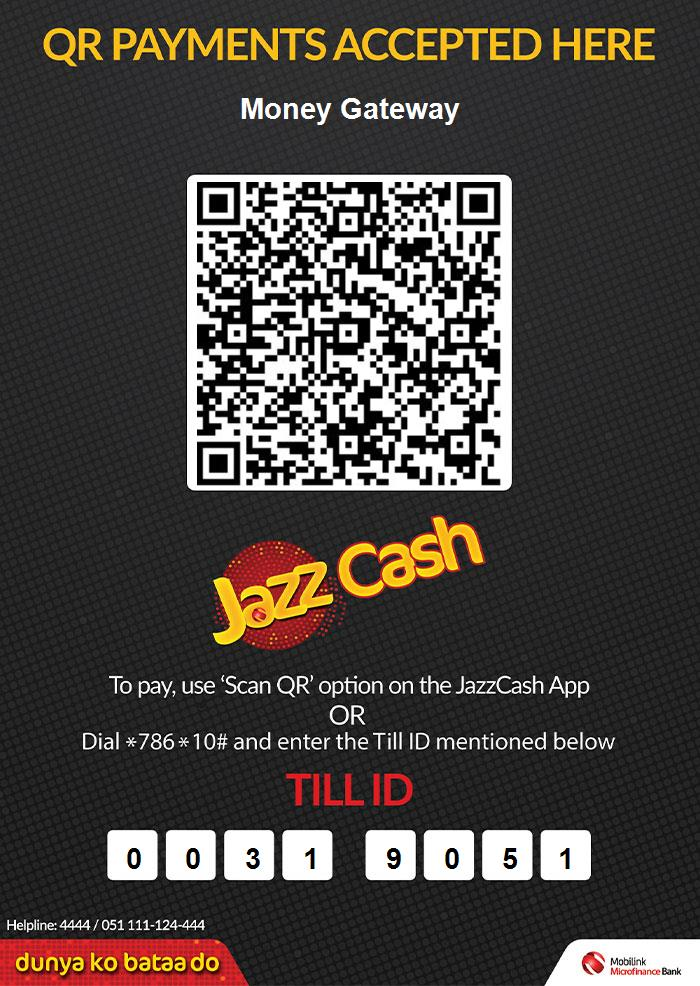 QR PAYMENTS ACCEPTED HERE
Money Gateway
Jazz Cash
To pay, use ‘Scan QR’ option on the JazzCash App
OR
Dial *786*10# and enter the Till ID mentioned below
TILL ID
0 0 3 1 9 0 5 1
Helpline: 4444 / 051 111-124-444
dunya ko bataa do
Mobilink
Microfinance Bank